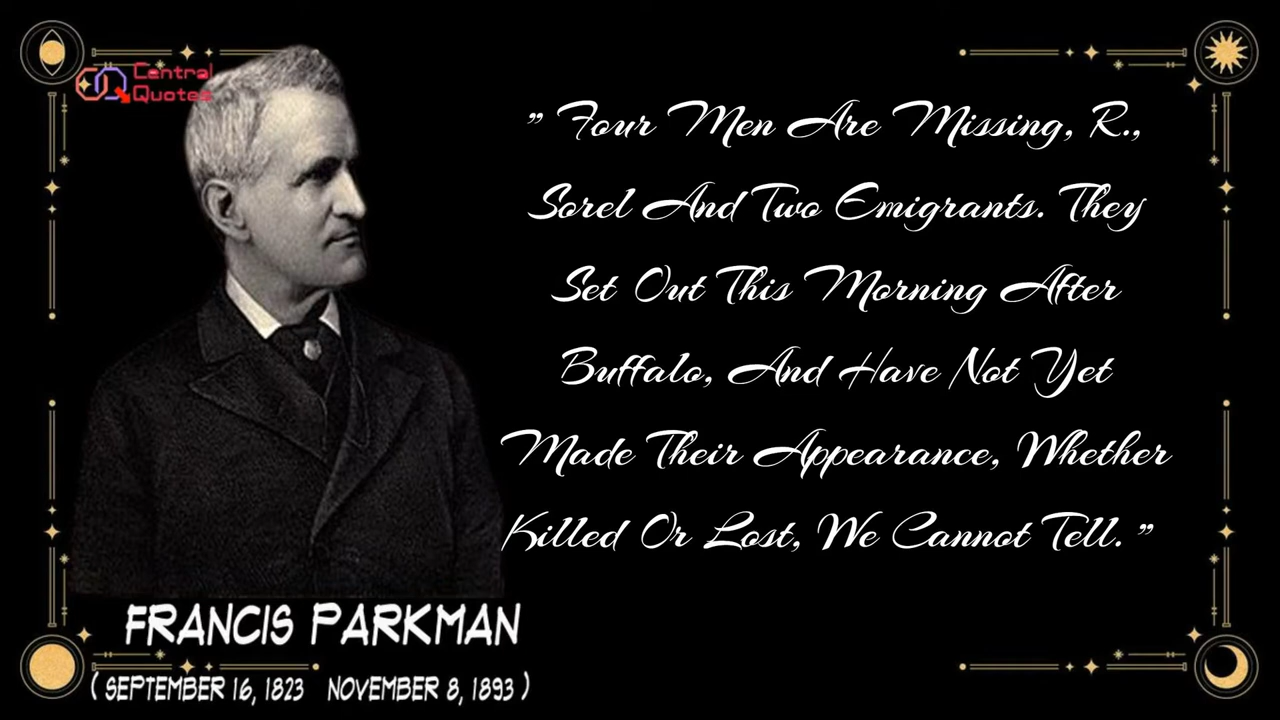 Central
Quotes
" Four Men Are Missing, R.,
Sorel And Two Emigrants. They
Set Out This Morning After
Buffalo, And Have Not Yet
Made Their Appearance, Whether
Killed Or Lost, We Cannot Tell. "
FRANCIS PARKMAN
( SEPTEMBER 16, 1823 NOVEMBER 8, 1893 )